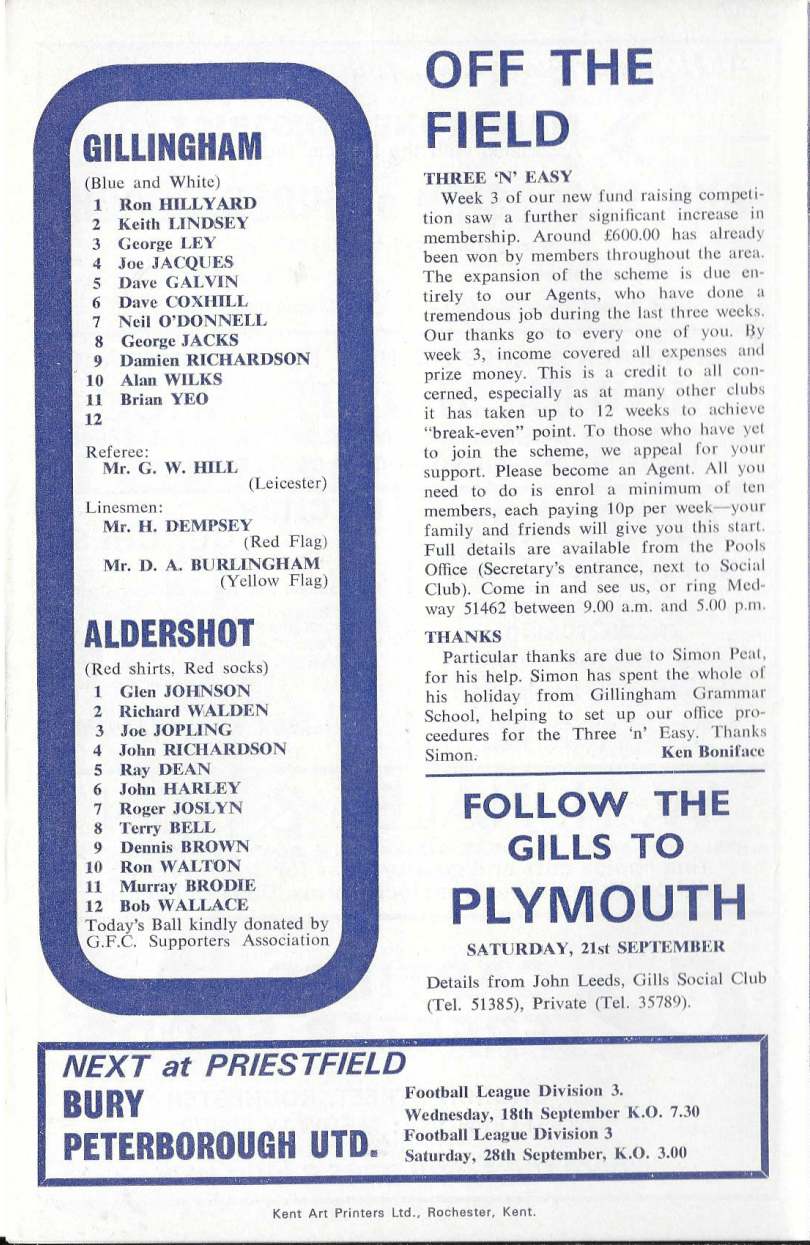 GILLINGHAM
(Blue and White)
1 Ron HILLYARD
2 Keith LINDSEY
3 George LEY
4 Joe JACQUES
5 Dave GALVIN
6 Dave COXHILL
7 Neil O'DONNELL
8 George JACKS
9 Damien RICHARDSON
10 Alan WILKS
11 Brian YEO
12
Referee:
Mr. G. W. HILL
(Leicester)
Linesmen:
Mr. H. DEMPSEY
(Red Flag)
Mr. D. A. BURLINGHAM
(Yellow Flag)
ALDERSHOT
(Red shirts, Red socks)
1 Glen JOHNSON
2 Richard WALDEN
3 Joe JOPLING
4 John RICHARDSON
5 Ray DEAN
6 John HARLEY
7 Roger JOSLYN
8 Terry BELL
9 Dennis BROWN
10 Ron WALTON
11 Murray BRODIE
12 Bob WALLACE
Today's Ball kindly donated by
G.F.C. Supporters Association
OFF THE
FIELD
THREE 'N' EASY
Week 3 of our new fund raising competi-
tion saw a further significant increase in
membership. Around £600.00 has already
been won by members throughout the area.
The expansion of the scheme is due en-
tirely to our Agents, who have done a
tremendous job during the last three weeks.
Our thanks go to every one of you. By
week 3, income covered all expenses and
prize money. This is a credit to all con-
cerned, especially as at many other clubs
it has taken up to 12 weeks to achieve
"break-even" point. To those who have yet
to join the scheme, we appeal for your
support. Please become an Agent. All you
need to do is enrol a minimum of ten
members, each paying 10p per week—your
family and friends will give you this start.
Full details are available from the Pools
Office (Secretary's entrance, next to Social
Club). Come in and see us, or ring Med-
way 51462 between 9.00 a.m. and 5.00 p.m.
THANKS
Particular thanks are due to Simon Peat,
for his help. Simon has spent the whole of
his holiday from Gillingham Grammar
School, helping to set up our office pro-
ceedures for the Three 'n' Easy. Thanks
Simon. Ken Boniface
FOLLOW THE
GILLS TO
PLYMOUTH
SATURDAY, 21st SEPTEMBER
Details from John Leeds, Gills Social Club
(Tel. 51385), Private (Tel. 35789).
NEXT at PRIESTFIELD
BURY
Football League Division 3.
Wednesday, 18th September K.O. 7.30
PETERBOROUGH UTD.
Football League Division 3
Saturday, 28th September, K.O. 3.00
Kent Art Printers Ltd., Rochester, Kent.